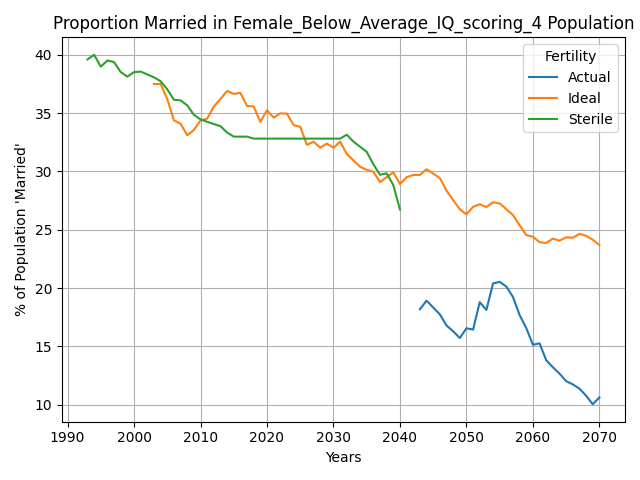 Proportion Married in Female_Below_Average_IQ_scoring_4 Population
% of Population 'Married'
40
35
30
25
20
15
10
Fertility
Actual
Ideal
Sterile
1990 2000 2010 2020 2030 2040 2050 2060 2070
Years